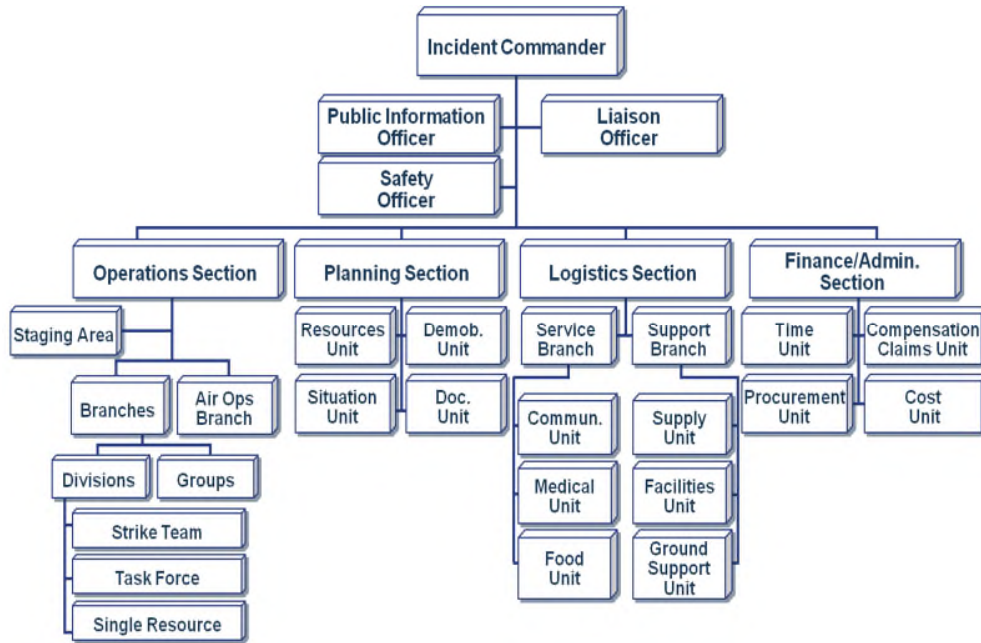 Incident Commander
Public Information
Officer
Liaison
Officer
Safety
Officer
Operations Section
Planning Section
Logistics Section
Finance/Admin.
Section
Staging Area
Resources
Unit
Demob.
Unit
Service
Branch
Support
Branch
Time
Unit
Compensation
Claims Unit
Branches
Air Ops
Branch
Situation
Unit
Doc.
Unit
Procurement
Unit
Cost
Unit
Commun.
Unit
Supply
Unit
Divisions
Groups
Medical
Unit
Facilities
Unit
Strike Team
Task Force
Food
Unit
Ground
Support
Unit
Single Resource